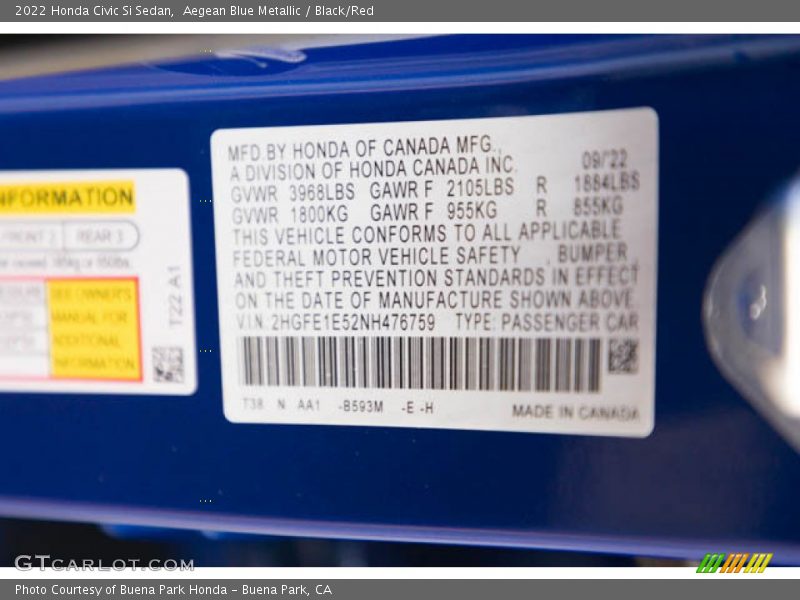 2022 Honda Civic Si Sedan,  Aegean Blue Metallic / Black/Red
MFD. BY HONDA OF CANADA MFG.,
A DIVISION OF HONDA CANADA INC. 09/'22
GVWR 3968LBS GAWR F 2105LBS R 1884LBS
GVWR 1800KG GAWR F 955KG R 855KG
THIS VEHICLE CONFORMS TO ALL APPLICABLE
FEDERAL MOTOR VEHICLE SAFETY , BUMPER ,
AND THEFT PREVENTION STANDARDS IN EFFECT
ON THE DATE OF MANUFACTURE SHOWN ABOVE.
V.I.N. 2HGFE1E52NH476759 TYPE: PASSENGER CAR
T38 N AA1 -B593M -E -H MADE IN CANADA
NFORMATION
FRONT 2 REAR 3
SEE OWNER'S
MANUAL FOR
ADDITIONAL
INFORMATION
T22 A1
GTCARLOT.COM
Photo Courtesy of Buena Park Honda – Buena Park, CA